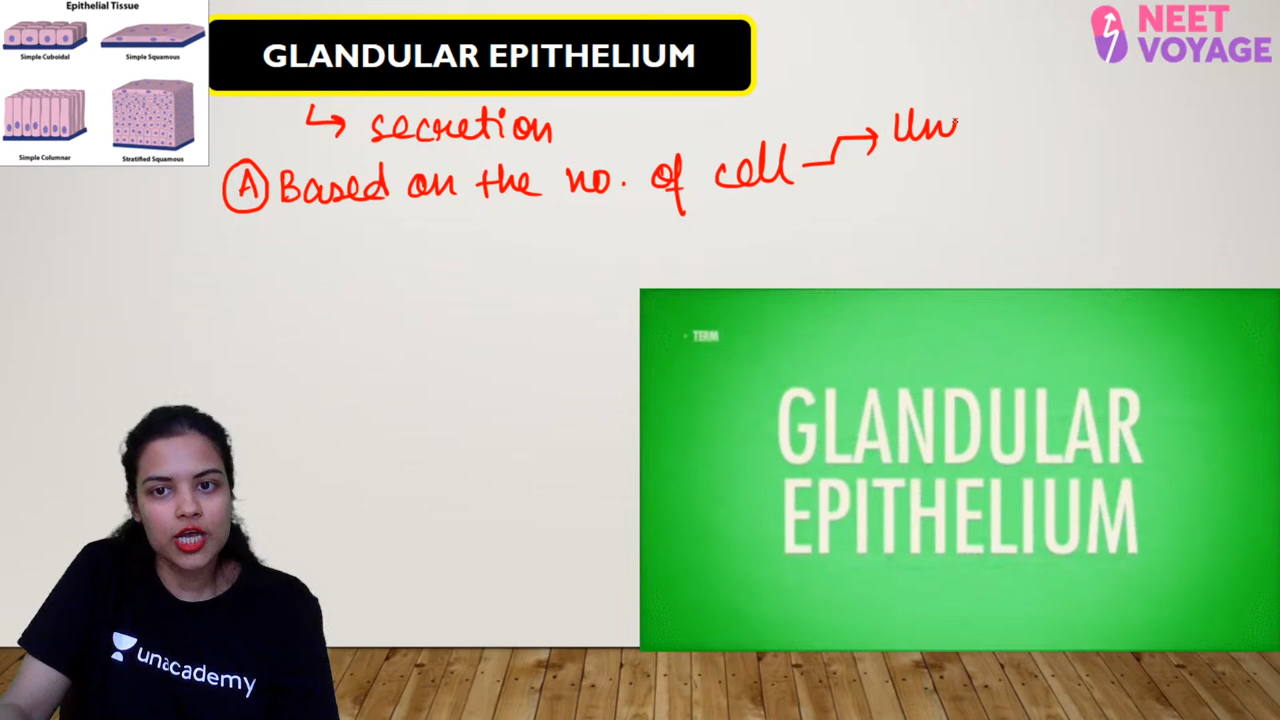 Epithelial Tissue
Simple Cuboidal
Simple Squamous
Simple Columnar
Stratified Squamous
GLANDULAR EPITHELIUM
NEET
VOYAGE
↳ secretion
Ⓐ Based on the no. of cell → Un
• TERM
GLANDULAR
EPITHELIUM
unacademy